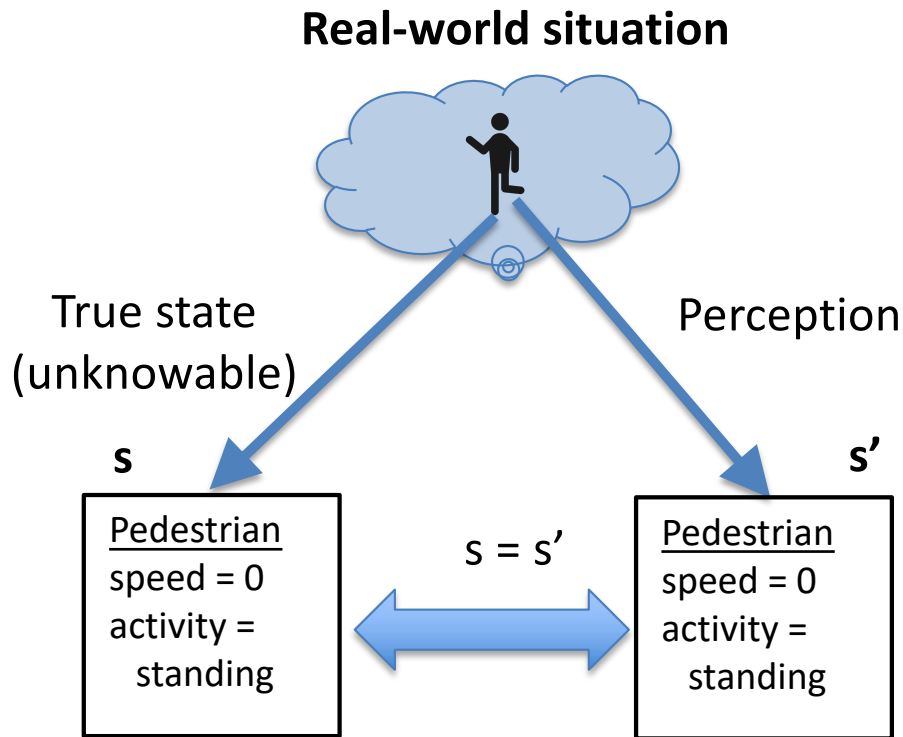 Real-world situation
True state
(unknowable)
Perception
s
s’
Pedestrian
speed = 0
activity =
standing
s = s’
Pedestrian
speed = 0
activity =
standing